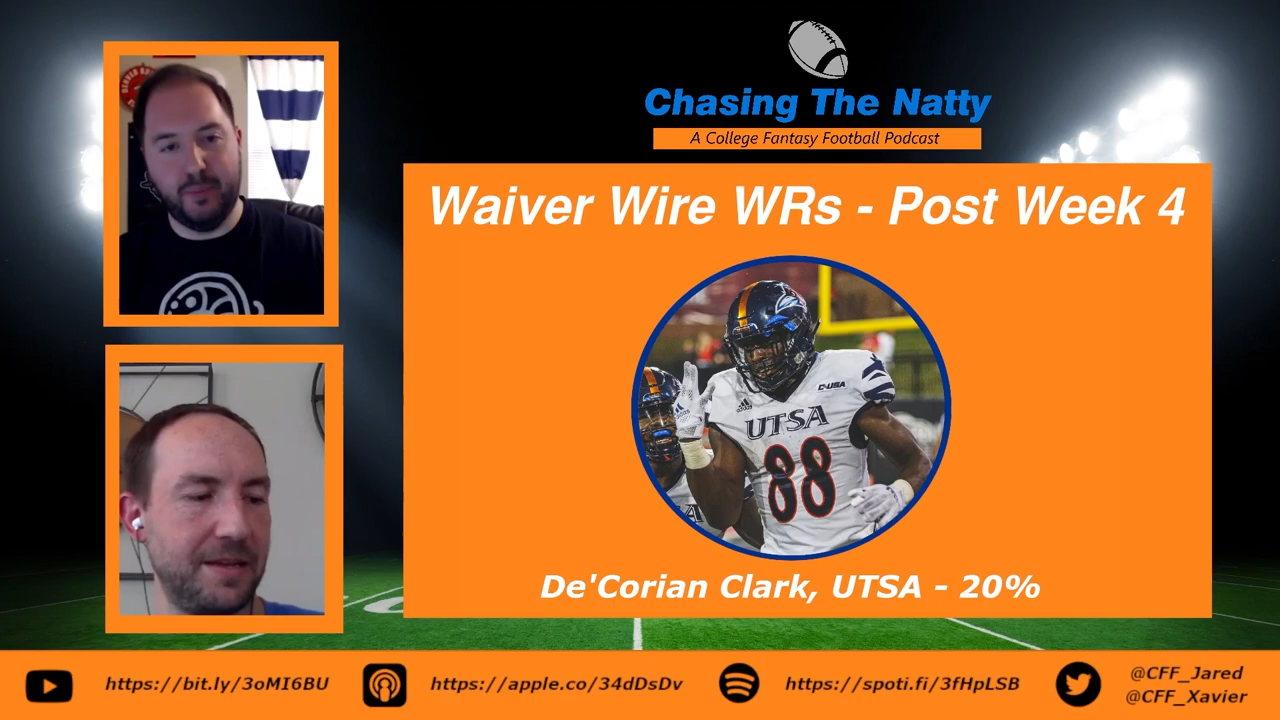 Chasing The Natty
A College Fantasy Football Podcast
Waiver Wire WRs - Post Week 4
C-USA
UTSA
88
De'Corian Clark, UTSA - 20%
https://bit.ly/3oMI6BU
https://apple.co/34dDsDv
https://spoti.fi/3fHpLSB
@CFF_Jared
@CFF_Xavier